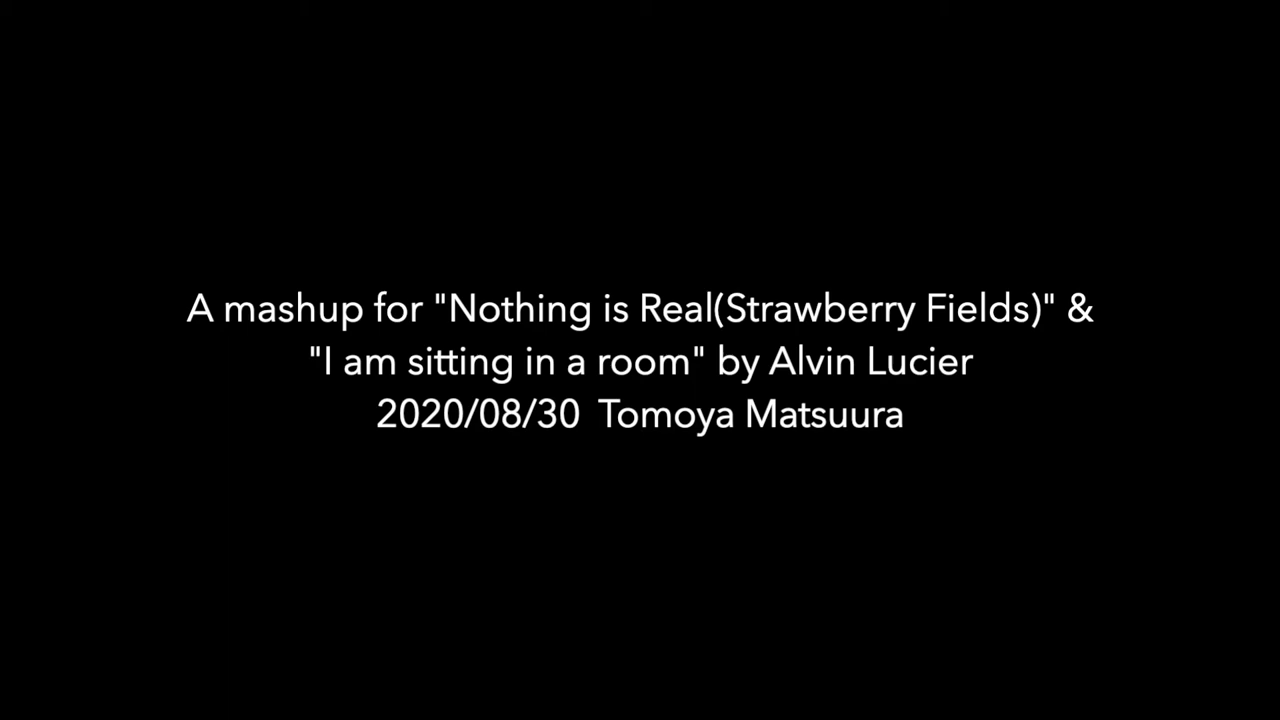 A mashup for "Nothing is Real(Strawberry Fields)" &
"I am sitting in a room" by Alvin Lucier
2020/08/30  Tomoya Matsuura